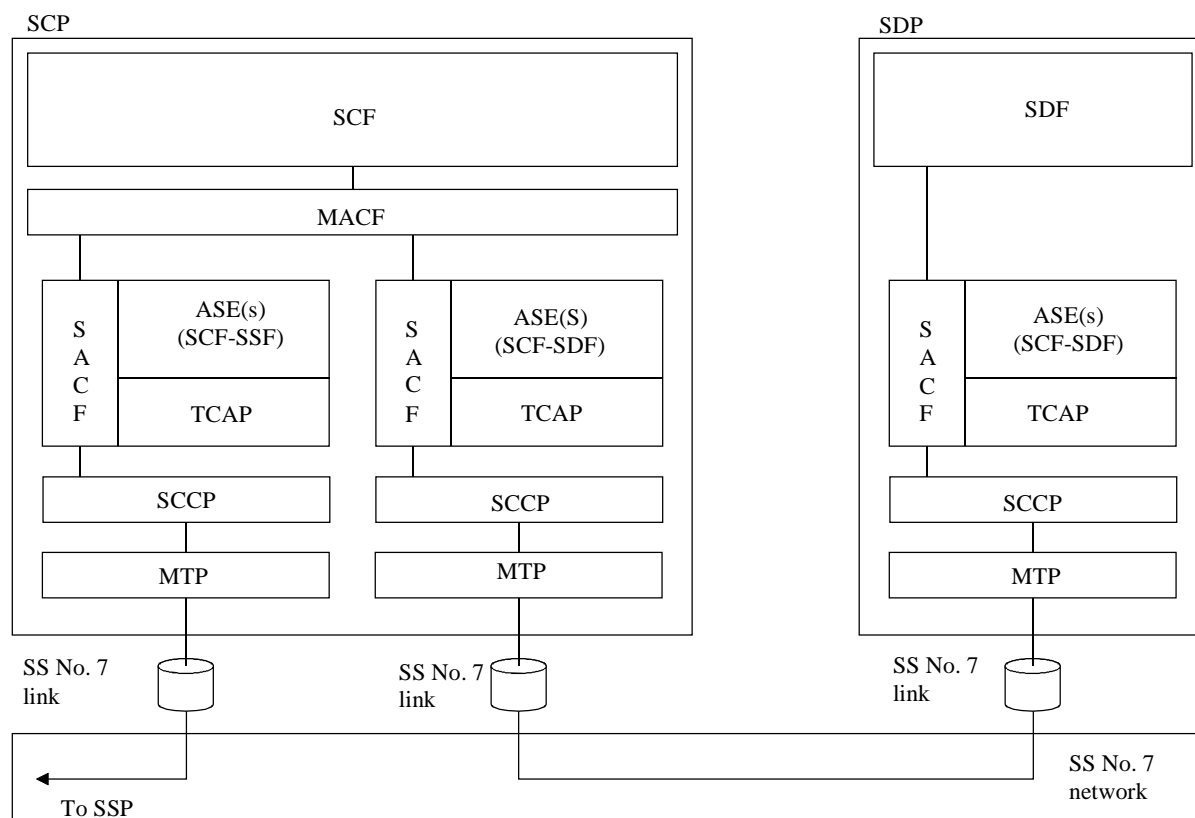 SCP
SDP
SCF
SDF
MACF
S
A
C
F
ASE(s)
(SCF-SSF)
TCAP
S
A
C
F
ASE(S)
(SCF-SDF)
TCAP
S
A
C
F
ASE(s)
(SCF-SDF)
TCAP
SCCP
SCCP
SCCP
MTP
MTP
MTP
SS No. 7
link
SS No. 7
link
SS No. 7
link
To SSP
SS No. 7
network